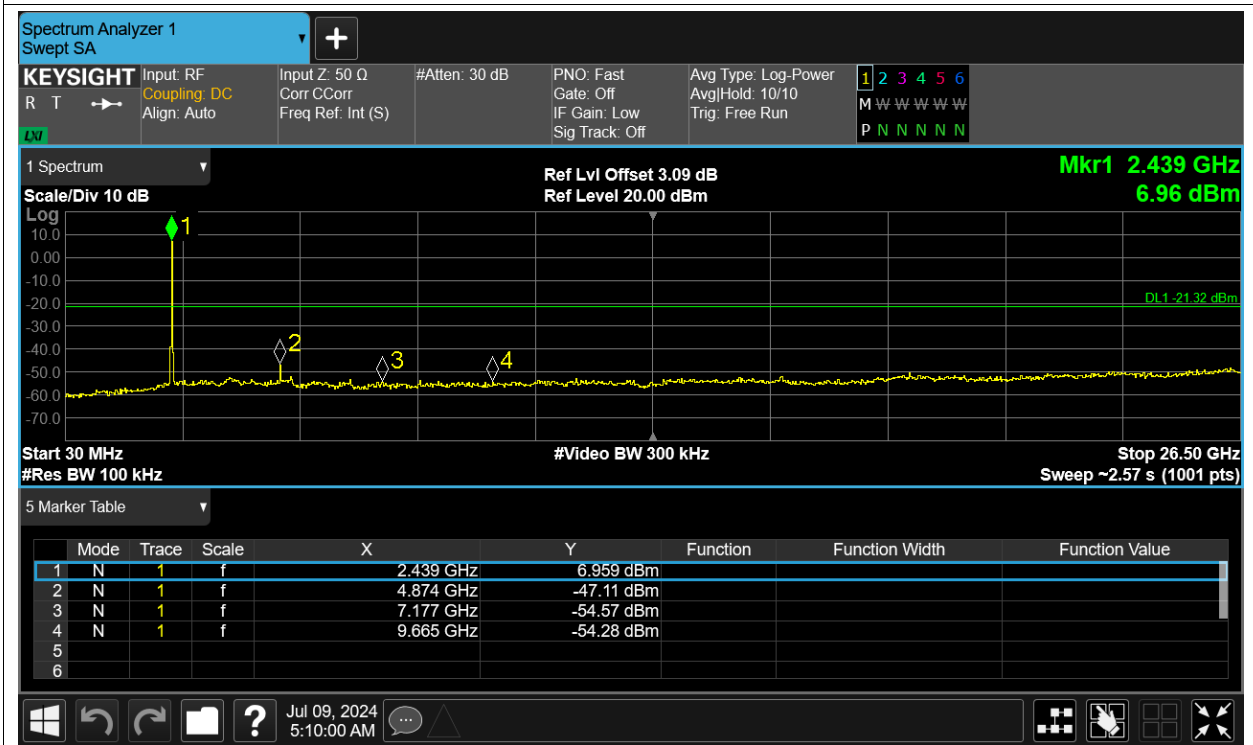 Spectrum Analyzer 1
Swept SA
+
KEYSIGHT
R T
LXI
Input: RF
Coupling: DC
Align: Auto
Input Z: 50 Ω
Corr CCorr
Freq Ref: Int (S)
#Atten: 30 dB
PNO: Fast
Gate: Off
IF Gain: Low
Sig Track: Off
Avg Type: Log-Power
Avg|Hold: 10/10
Trig: Free Run
1 2 3 4 5 6
M W W W W W
P N N N N N
1 Spectrum
Scale/Div 10 dB
Ref Lvl Offset 3.09 dB
Ref Level 20.00 dBm
Mkr1 2.439 GHz
6.96 dBm
Log
10.0
0.00
-10.0
-20.0
-30.0
-40.0
-50.0
-60.0
-70.0
1
DL1 -21.32 dBm
2
3
4
Start 30 MHz
#Video BW 300 kHz
Stop 26.50 GHz
#Res BW 100 kHz
Sweep ~2.57 s (1001 pts)
5 Marker Table
Mode Trace Scale X Y Function Function Width Function Value
1 N 1 f 2.439 GHz 6.959 dBm
2 N 1 f 4.874 GHz -47.11 dBm
3 N 1 f 7.177 GHz -54.57 dBm
4 N 1 f 9.665 GHz -54.28 dBm
5
6
?
Jul 09, 2024
5:10:00 AM